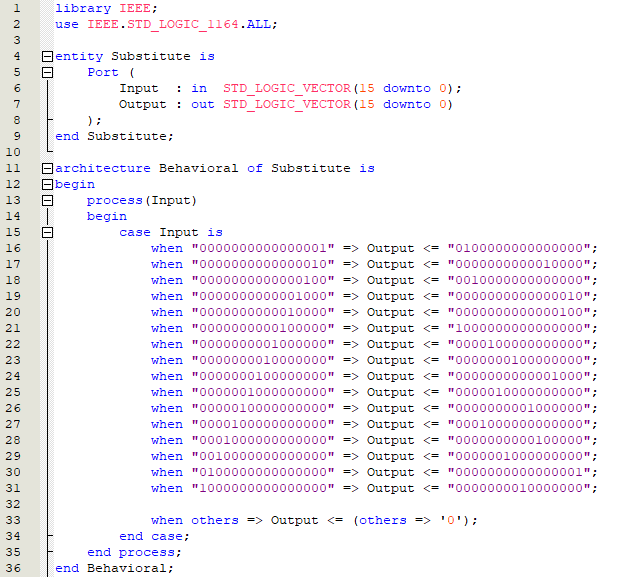 1 library IEEE;
2 use IEEE.STD_LOGIC_1164.ALL;
3
4 entity Substitute is
5     Port (
6         Input  : in  STD_LOGIC_VECTOR(15 downto 0);
7         Output : out STD_LOGIC_VECTOR(15 downto 0)
8     );
9 end Substitute;
10
11 architecture Behavioral of Substitute is
12 begin
13     process(Input)
14     begin
15         case Input is
16             when "0000000000000001" => Output <= "0100000000000000";
17             when "0000000000000010" => Output <= "0000000000010000";
18             when "0000000000000100" => Output <= "0010000000000000";
19             when "0000000000001000" => Output <= "0000000000000010";
20             when "0000000000010000" => Output <= "0000000000000100";
21             when "0000000000100000" => Output <= "1000000000000000";
22             when "0000000001000000" => Output <= "0000100000000000";
23             when "0000000010000000" => Output <= "0000000100000000";
24             when "0000000100000000" => Output <= "0000000000001000";
25             when "0000001000000000" => Output <= "0000010000000000";
26             when "0000010000000000" => Output <= "0000000001000000";
27             when "0000100000000000" => Output <= "0001000000000000";
28             when "0001000000000000" => Output <= "0000000000100000";
29             when "0010000000000000" => Output <= "0000001000000000";
30             when "0100000000000000" => Output <= "0000000000000001";
31             when "1000000000000000" => Output <= "0000000010000000";
32
33             when others => Output <= (others => '0');
34         end case;
35     end process;
36 end Behavioral;